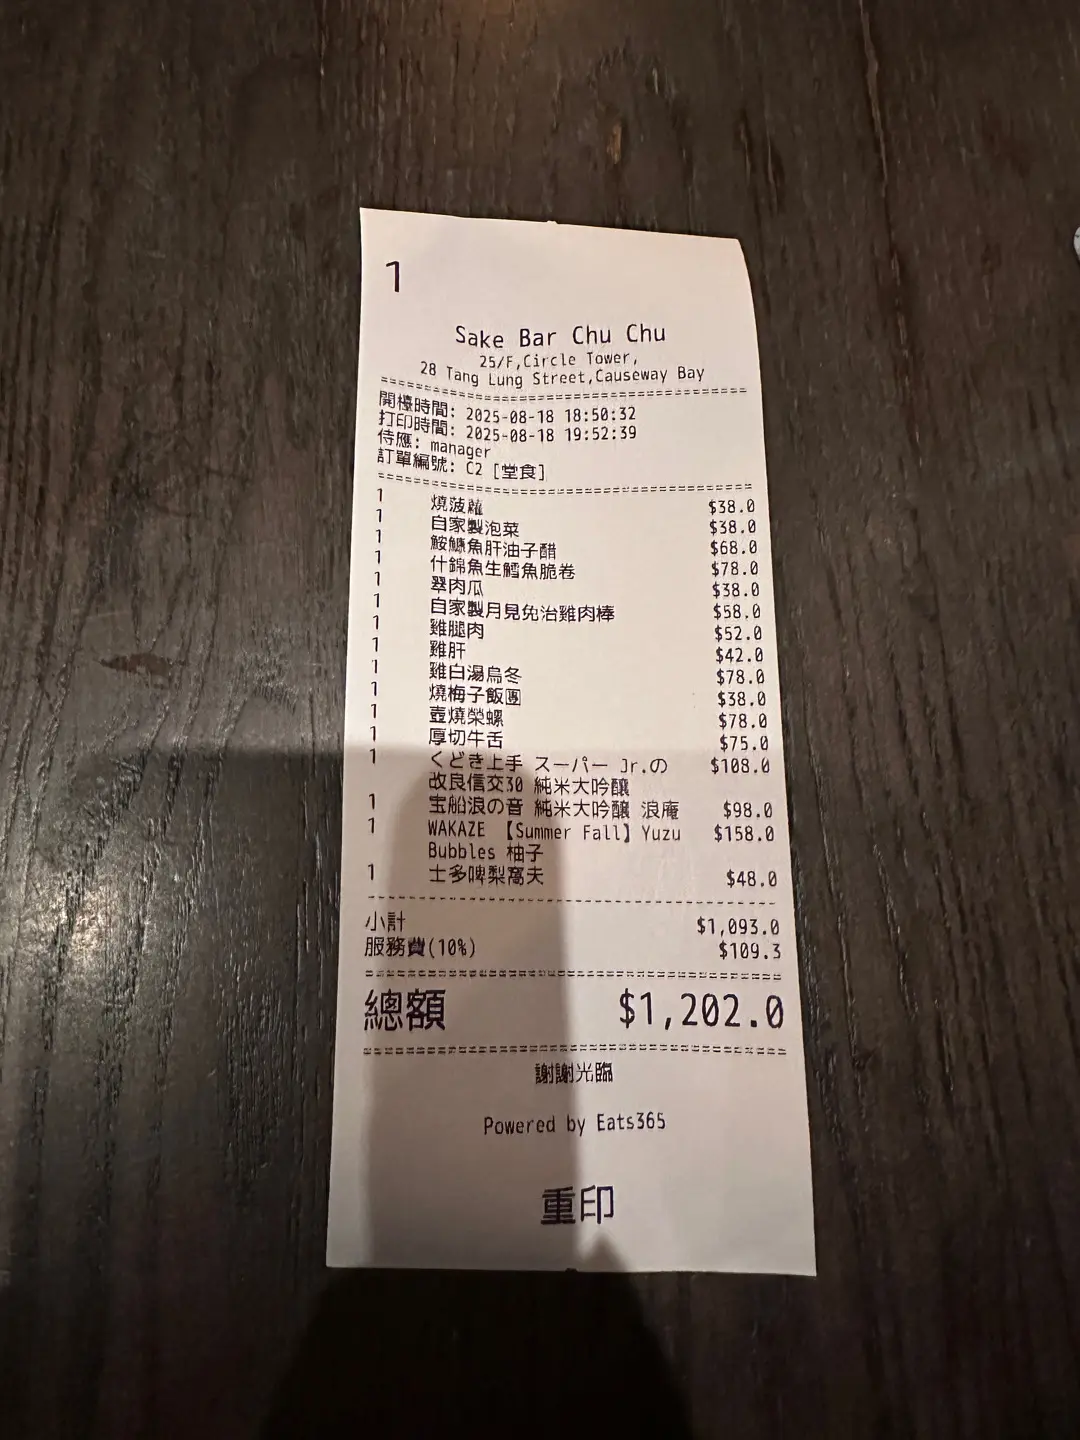 1
Sake Bar Chu Chu
25/F,Circle Tower,
28 Tang Lung Street,Causeway Bay
開檯時間: 2025-08-18 18:50:32
打印時間: 2025-08-18 19:52:39
侍應: manager
訂單編號: C2 [堂食]
1 燒菠蘿 $38.0
1 自家製泡菜 $38.0
1 鮟鱇魚肝油子醋 $68.0
1 什錦魚生鱈魚脆卷 $78.0
1 翠肉瓜 $38.0
1 自家製月見免治雞肉棒 $58.0
1 雞腿肉 $52.0
1 雞肝 $42.0
1 雞白湯烏冬 $78.0
1 燒梅子飯團 $38.0
1 壼燒榮螺 $78.0
1 厚切牛舌 $75.0
1 くどき上手 スーパー Jr.の $108.0
改良信交30 純米大吟醸
1 宝船浪の音 純米大吟醸 浪庵 $98.0
1 WAKAZE 【Summer Fall】Yuzu $158.0
Bubbles 柚子
1 士多啤梨窩夫 $48.0
小計 $1,093.0
服務費(10%) $109.3
總額 $1,202.0
謝謝光臨
Powered by Eats365
重印